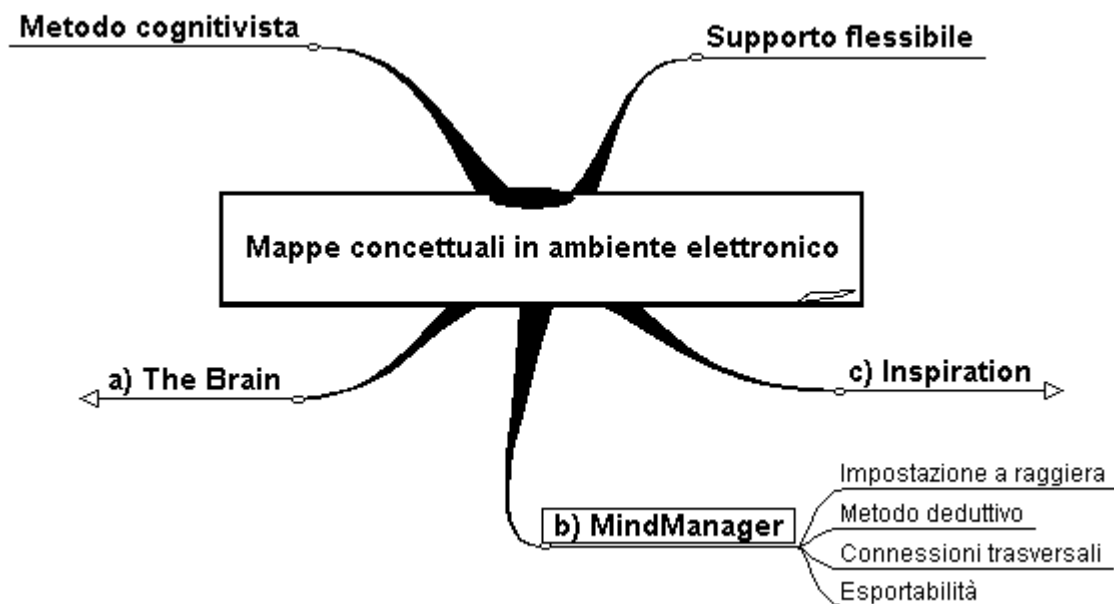 Metodo cognitivista
Supporto flessibile
Mappe concettuali in ambiente elettronico
a) The Brain
c) Inspiration
b) MindManager
Impostazione a raggiera
Metodo deduttivo
Connessioni trasversali
Esportabilità